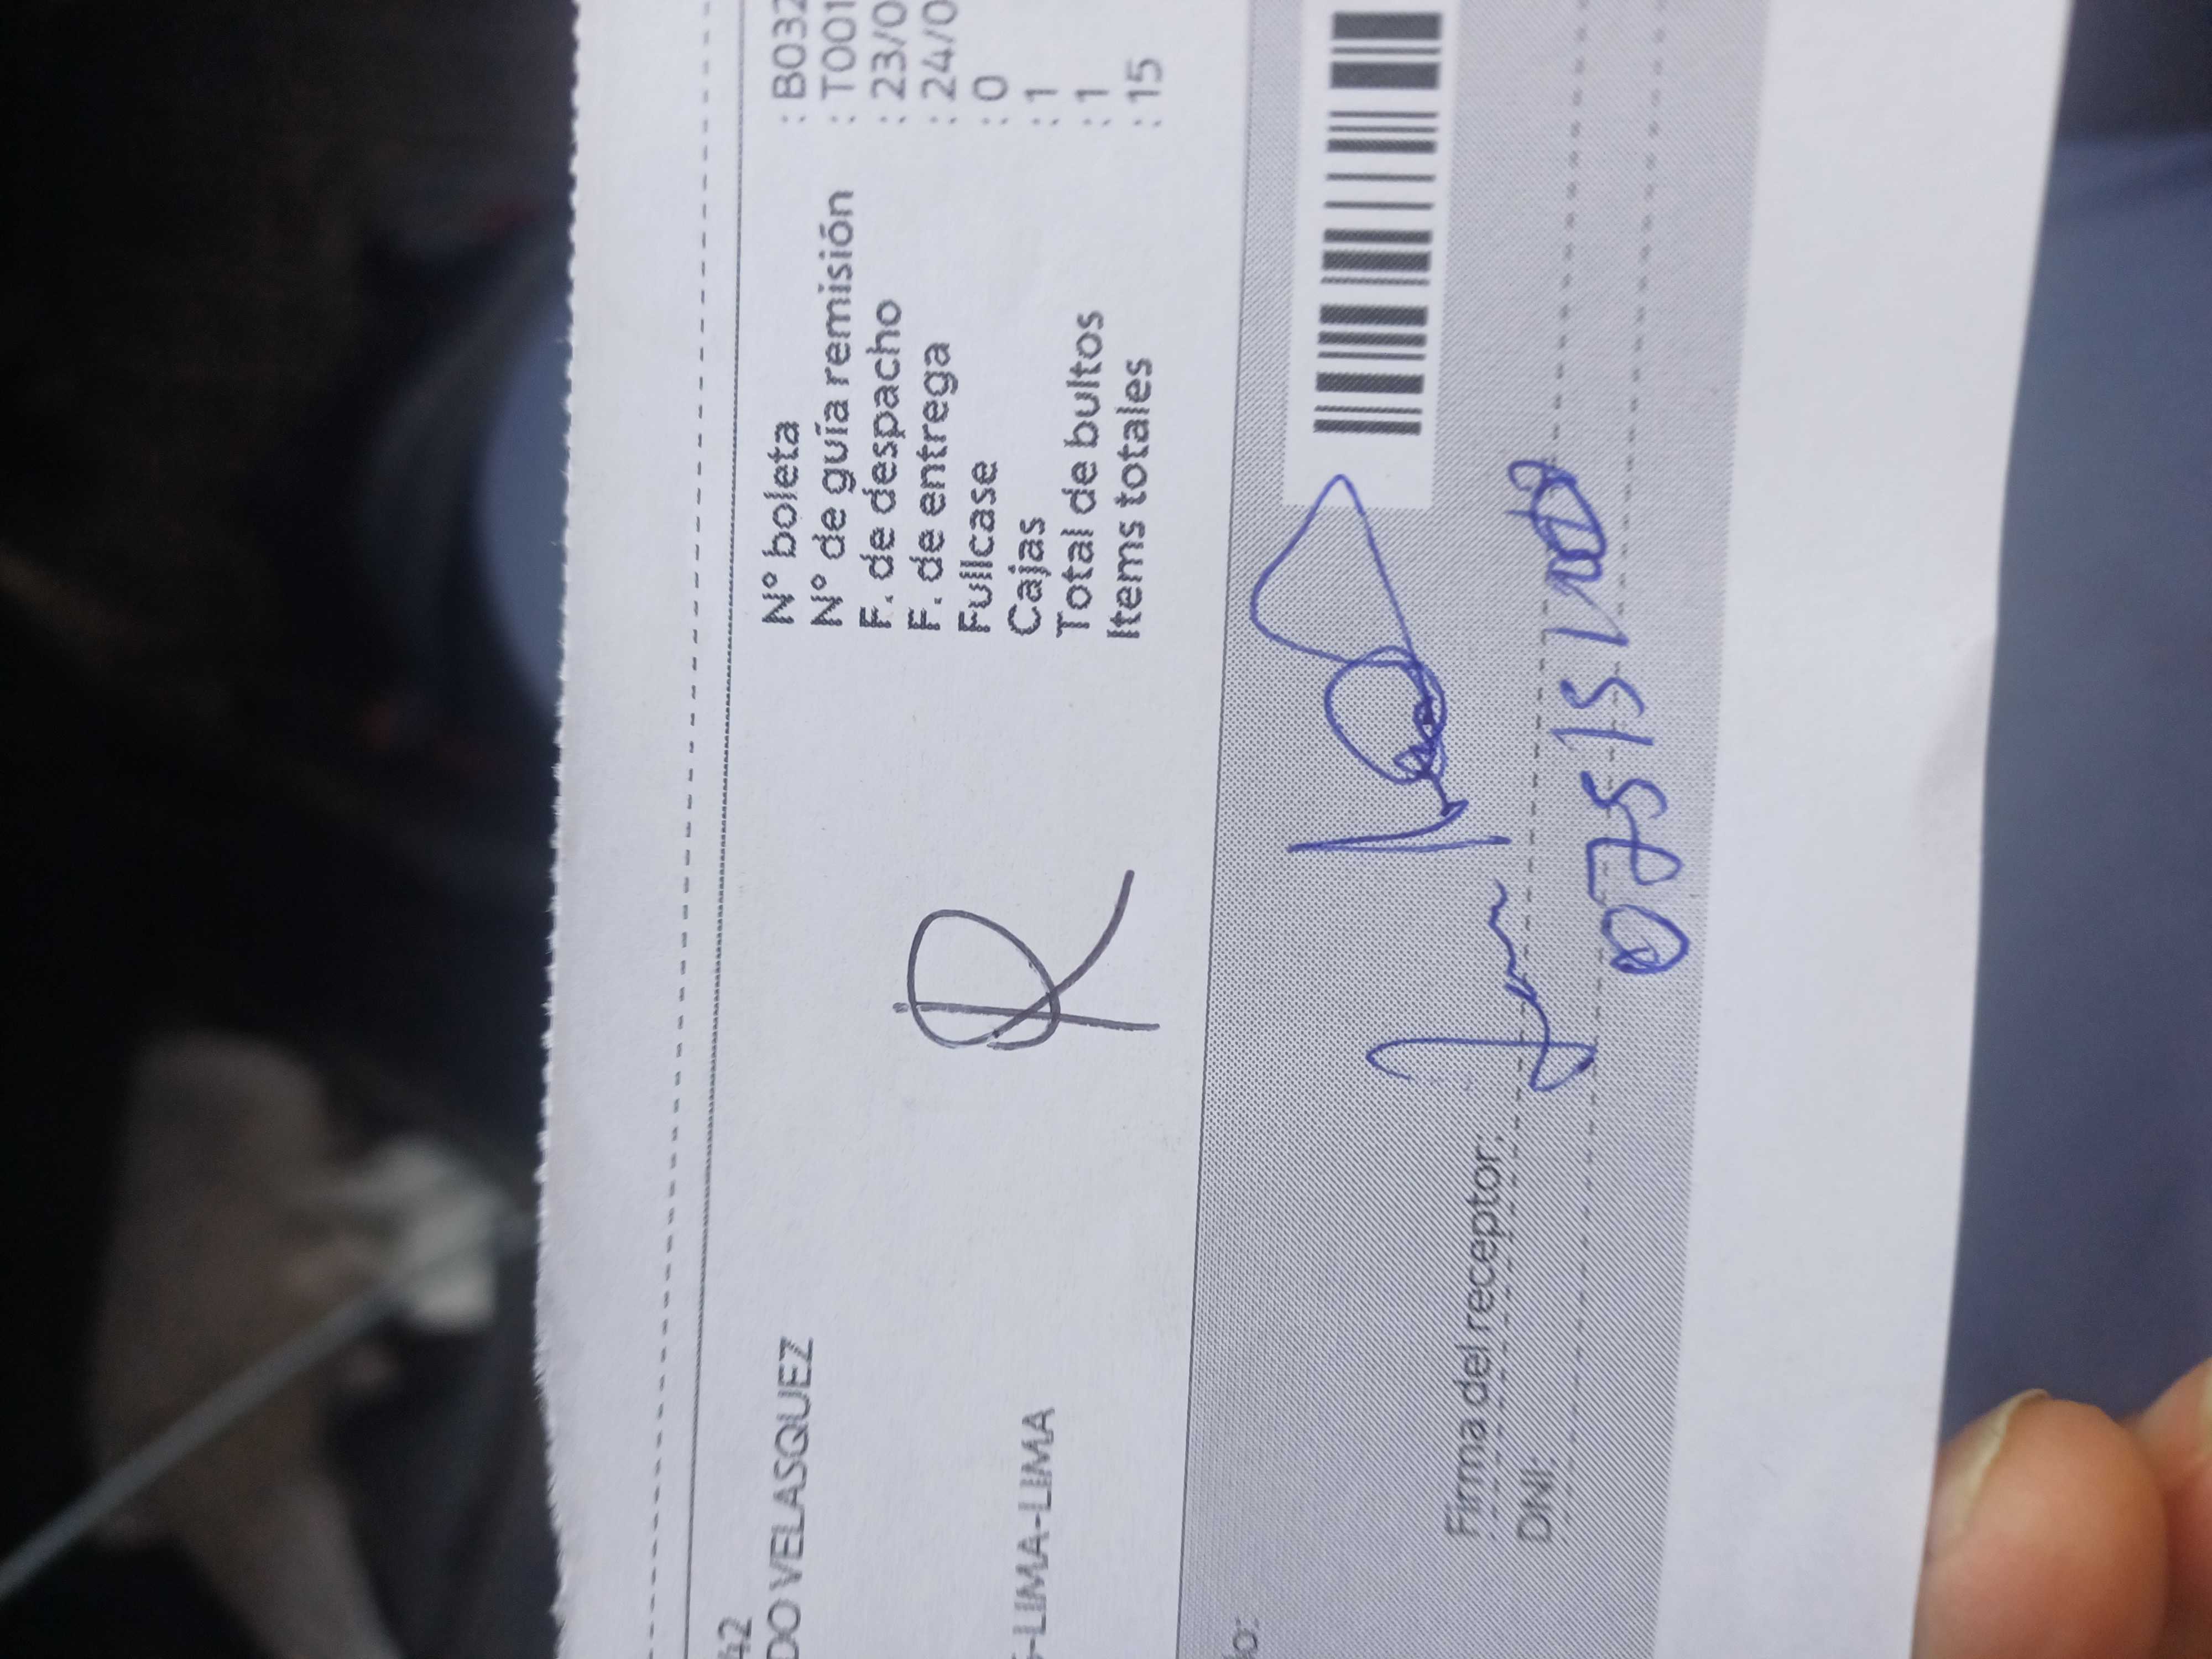 42
DO VELASQUEZ
-LIMA-LIMA
N° boleta : B032
N° de guía remisión : T001
F. de despacho : 23/0
F. de entrega : 24/0
Fullcase : 0
Cajas : 1
Total de bultos : 1
Items totales : 15
R
Firma del receptor:
DNI: